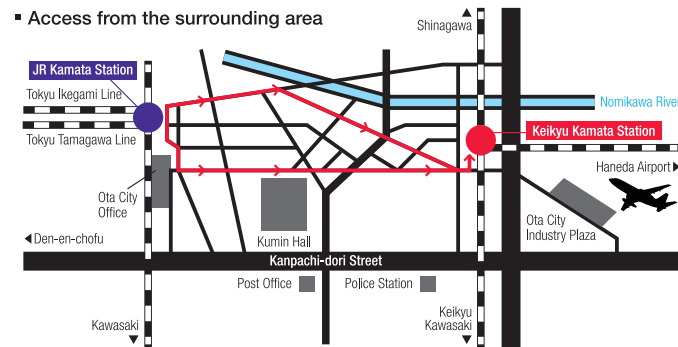 ▪ Access from the surrounding area
Shinagawa
JR Kamata Station
Tokyu Ikegami Line
Nomikawa River
Keikyu Kamata Station
Tokyu Tamagawa Line
Haneda Airport
Ota City
Office
Kumin Hall
Ota City
Industry Plaza
Den-en-chofu
Kanpachi-dori Street
Post Office
Police Station
Kawasaki
Keikyu
Kawasaki